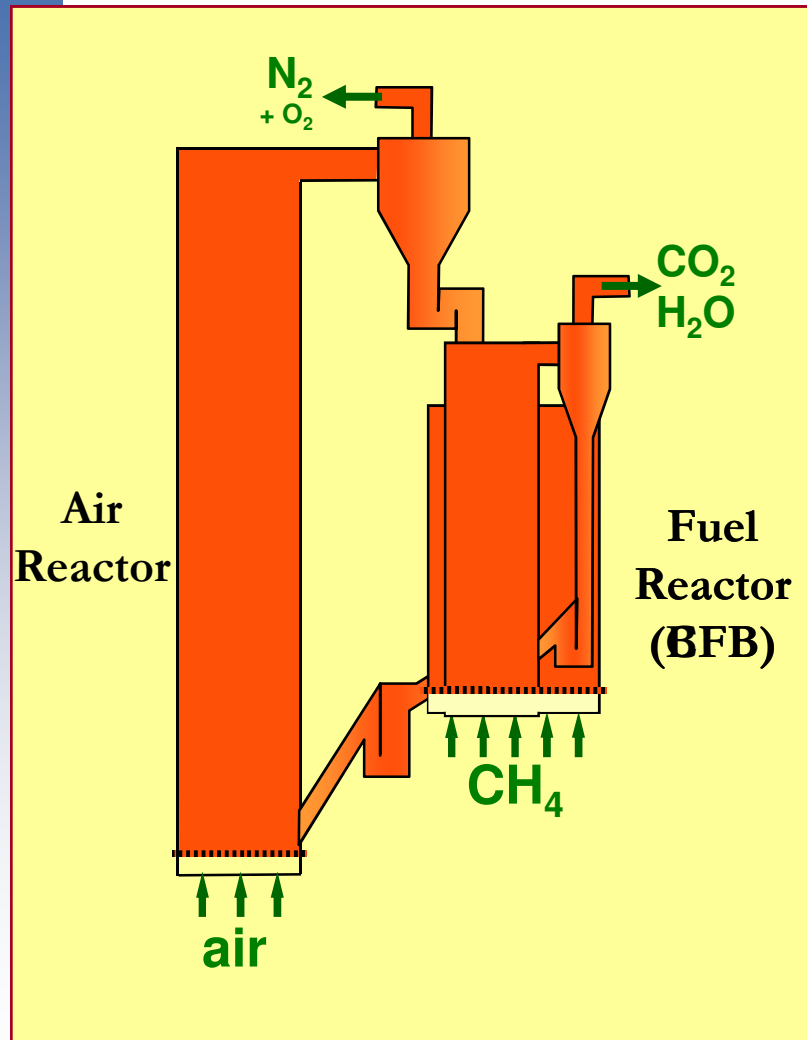 N₂
+ O₂
CO₂
H₂O
Air
Reactor
Fuel
Reactor
CH₄
air